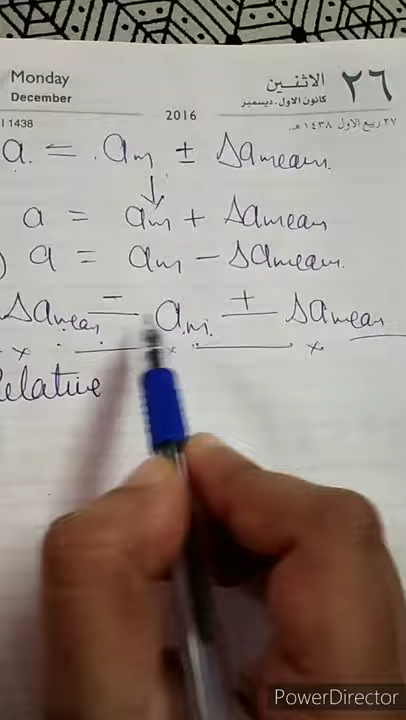 Monday الاثنين ٢٦
December كانون الاول - ديسمبر
1438 2016 ٢٧ ربيع الاول ١٤٣٨ هـ
a = am ± Δamean
↓
a = am + Δamean
) a = am - Δamean
Δamean — am + Δamean
Relative
PowerDirector